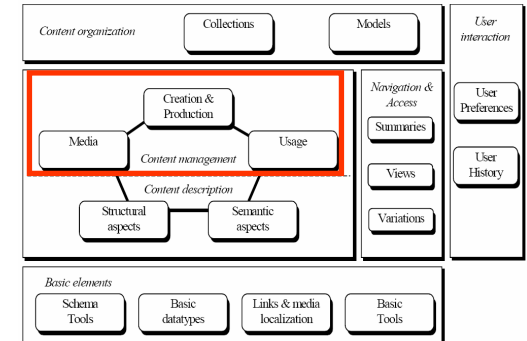 Content organization
Collections
Models
User
interaction
User
Preferences
User
History
Creation &
Production
Media
Usage
Content management
Content description
Structural
aspects
Semantic
aspects
Navigation &
Access
Summaries
Views
Variations
Basic elements
Schema
Tools
Basic
datatypes
Links & media
localization
Basic
Tools